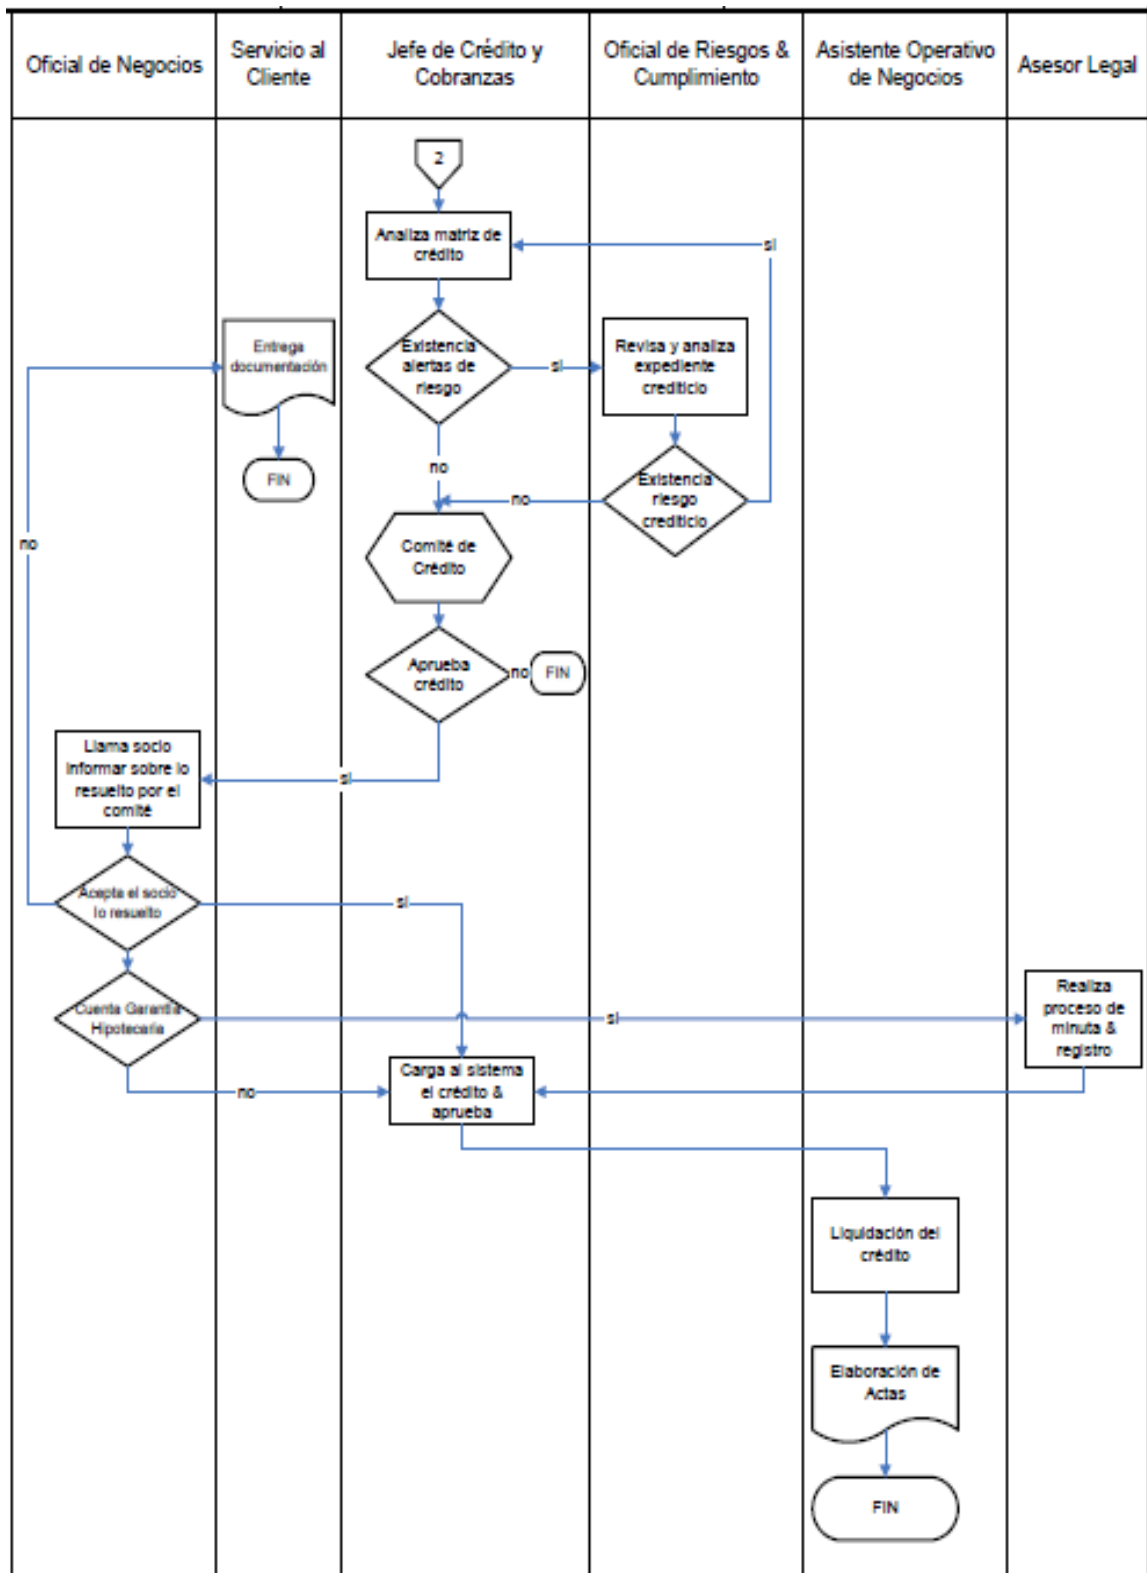 Oficial de Negocios
Servicio al
Cliente
Jefe de Crédito y
Cobranzas
Oficial de Riesgos &
Cumplimiento
Asistente Operativo
de Negocios
Asesor Legal
2
Analiza matriz de
crédito
si
Entrega
documentación
Existencia
alertas de
riesgo
si
Revisa y analiza
expediente
crediticio
no
FIN
Existencia
riesgo
crediticio
no
no
Comité de
Crédito
Aprueba
crédito
no
FIN
Llama socio
informar sobre lo
resuelto por el
comité
si
Acepta el socio
lo resuelto
si
Cuenta Garantía
Hipotecaria
si
Realiza
proceso de
minuta &
registro
no
Carga al sistema
el crédito &
aprueba
Liquidación del
crédito
Elaboración de
Actas
FIN